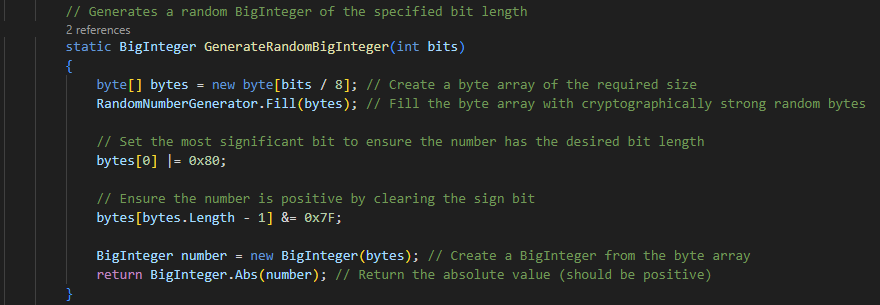 // Generates a random BigInteger of the specified bit length
2 references
static BigInteger GenerateRandomBigInteger(int bits)
{
byte[] bytes = new byte[bits / 8]; // Create a byte array of the required size
RandomNumberGenerator.Fill(bytes); // Fill the byte array with cryptographically strong random bytes
// Set the most significant bit to ensure the number has the desired bit length
bytes[0] |= 0x80;
// Ensure the number is positive by clearing the sign bit
bytes[bytes.Length - 1] &= 0x7F;
BigInteger number = new BigInteger(bytes); // Create a BigInteger from the byte array
return BigInteger.Abs(number); // Return the absolute value (should be positive)
}